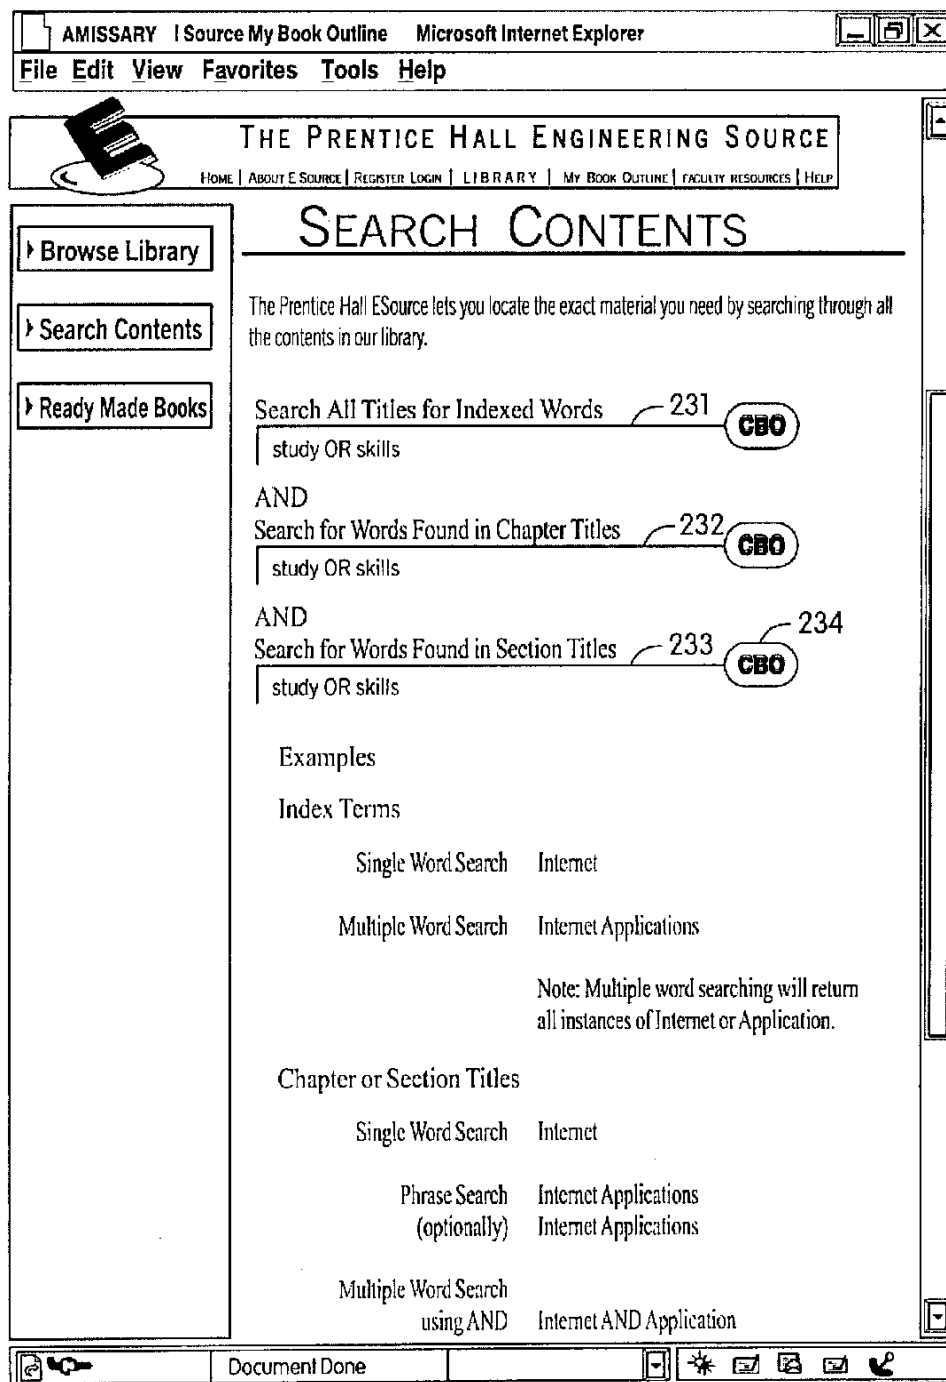 AMISSARY I Source My Book Outline Microsoft Internet Explorer
File Edit View Favorites Tools Help
THE PRENTICE HALL ENGINEERING SOURCE
HOME | ABOUT E SOURCE | REGISTER LOGIN | LIBRARY | MY BOOK OUTLINE | FACULTY RESOURCES | HELP
SEARCH CONTENTS
Browse Library
Search Contents
Ready Made Books
The Prentice Hall ESource lets you locate the exact material you need by searching through all
the contents in our library.
Search All Titles for Indexed Words 231
CBO
study OR skills
AND
Search for Words Found in Chapter Titles 232
CBO
study OR skills
AND
234
Search for Words Found in Section Titles 233
CBO
study OR skills
Examples
Index Terms
Single Word Search Internet
Multiple Word Search Internet Applications
Note: Multiple word searching will return
all instances of Internet or Application.
Chapter or Section Titles
Single Word Search Internet
Phrase Search Internet Applications
(optionally) Internet Applications
Multiple Word Search
using AND Internet AND Application
Document Done